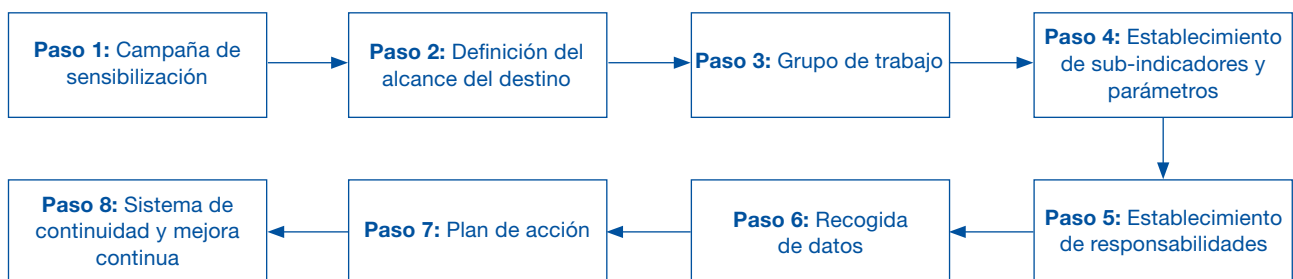 Paso 1: Campaña de
sensibilización
Paso 2: Definición del
alcance del destino
Paso 3: Grupo de trabajo
Paso 4: Establecimiento
de sub-indicadores y
parámetros
Paso 5: Establecimiento
de responsabilidades
Paso 6: Recogida
de datos
Paso 7: Plan de acción
Paso 8: Sistema de
continuidad y mejora
continua